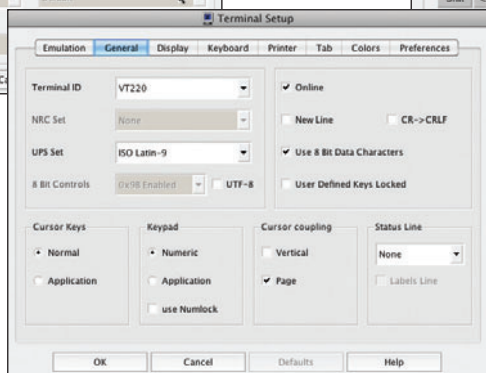 Terminal Setup
Emulation General Display Keyboard Printer Tab Colors Preferences
Terminal ID VT220
NRC Set None
UPS Set ISO Latin-9
8 Bit Controls 0x98 Enabled UTF-8
Online
New Line CR->CRLF
Use 8 Bit Data Characters
User Defined Keys Locked
Cursor Keys
Normal
Application
Keypad
Numeric
Application
use Numlock
Cursor coupling
Vertical
Page
Status Line
None
Labels Line
OK Cancel Defaults Help